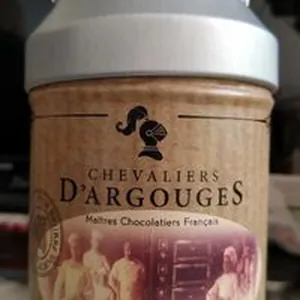 CHEVALIERS
D'ARGOUGES
Maîtres Chocolatiers Français